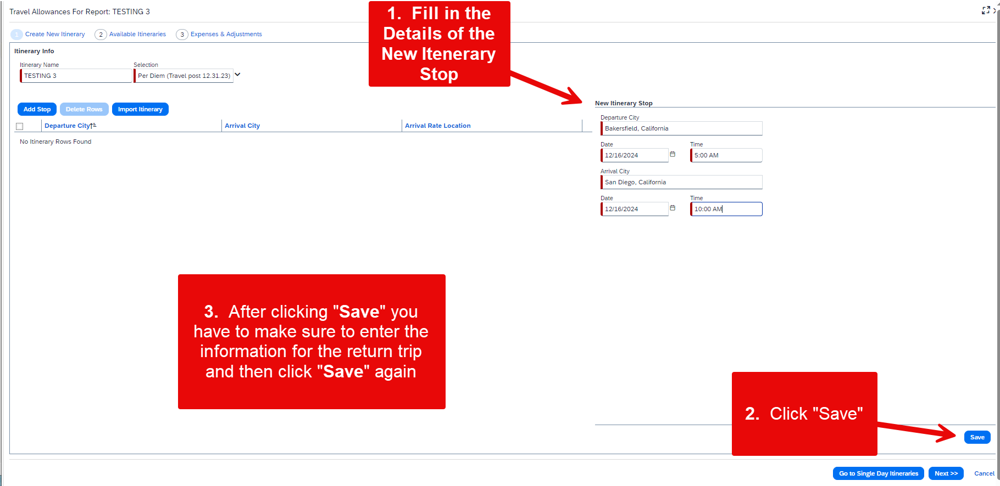 Travel Allowances For Report: TESTING 3
1 Create New Itinerary 2 Available Itineraries 3 Expenses & Adjustments
1. Fill in the
Details of the
New Itenerary
Stop
Itinerary Info
Itinerary Name Selection
TESTING 3 Per Diem (Travel post 12.31.23)
Add Stop Delete Rows Import Itinerary
Departure City Arrival City Arrival Rate Location
No Itinerary Rows Found
New Itinerary Stop
Departure City
Bakersfield, California
Date Time
12/16/2024 5:00 AM
Arrival City
San Diego, California
Date Time
12/16/2024 10:00 AM
3. After clicking "Save" you
have to make sure to enter the
information for the return trip
and then click "Save" again
2. Click "Save"
Save
Go to Single Day Itineraries Next >> Cancel